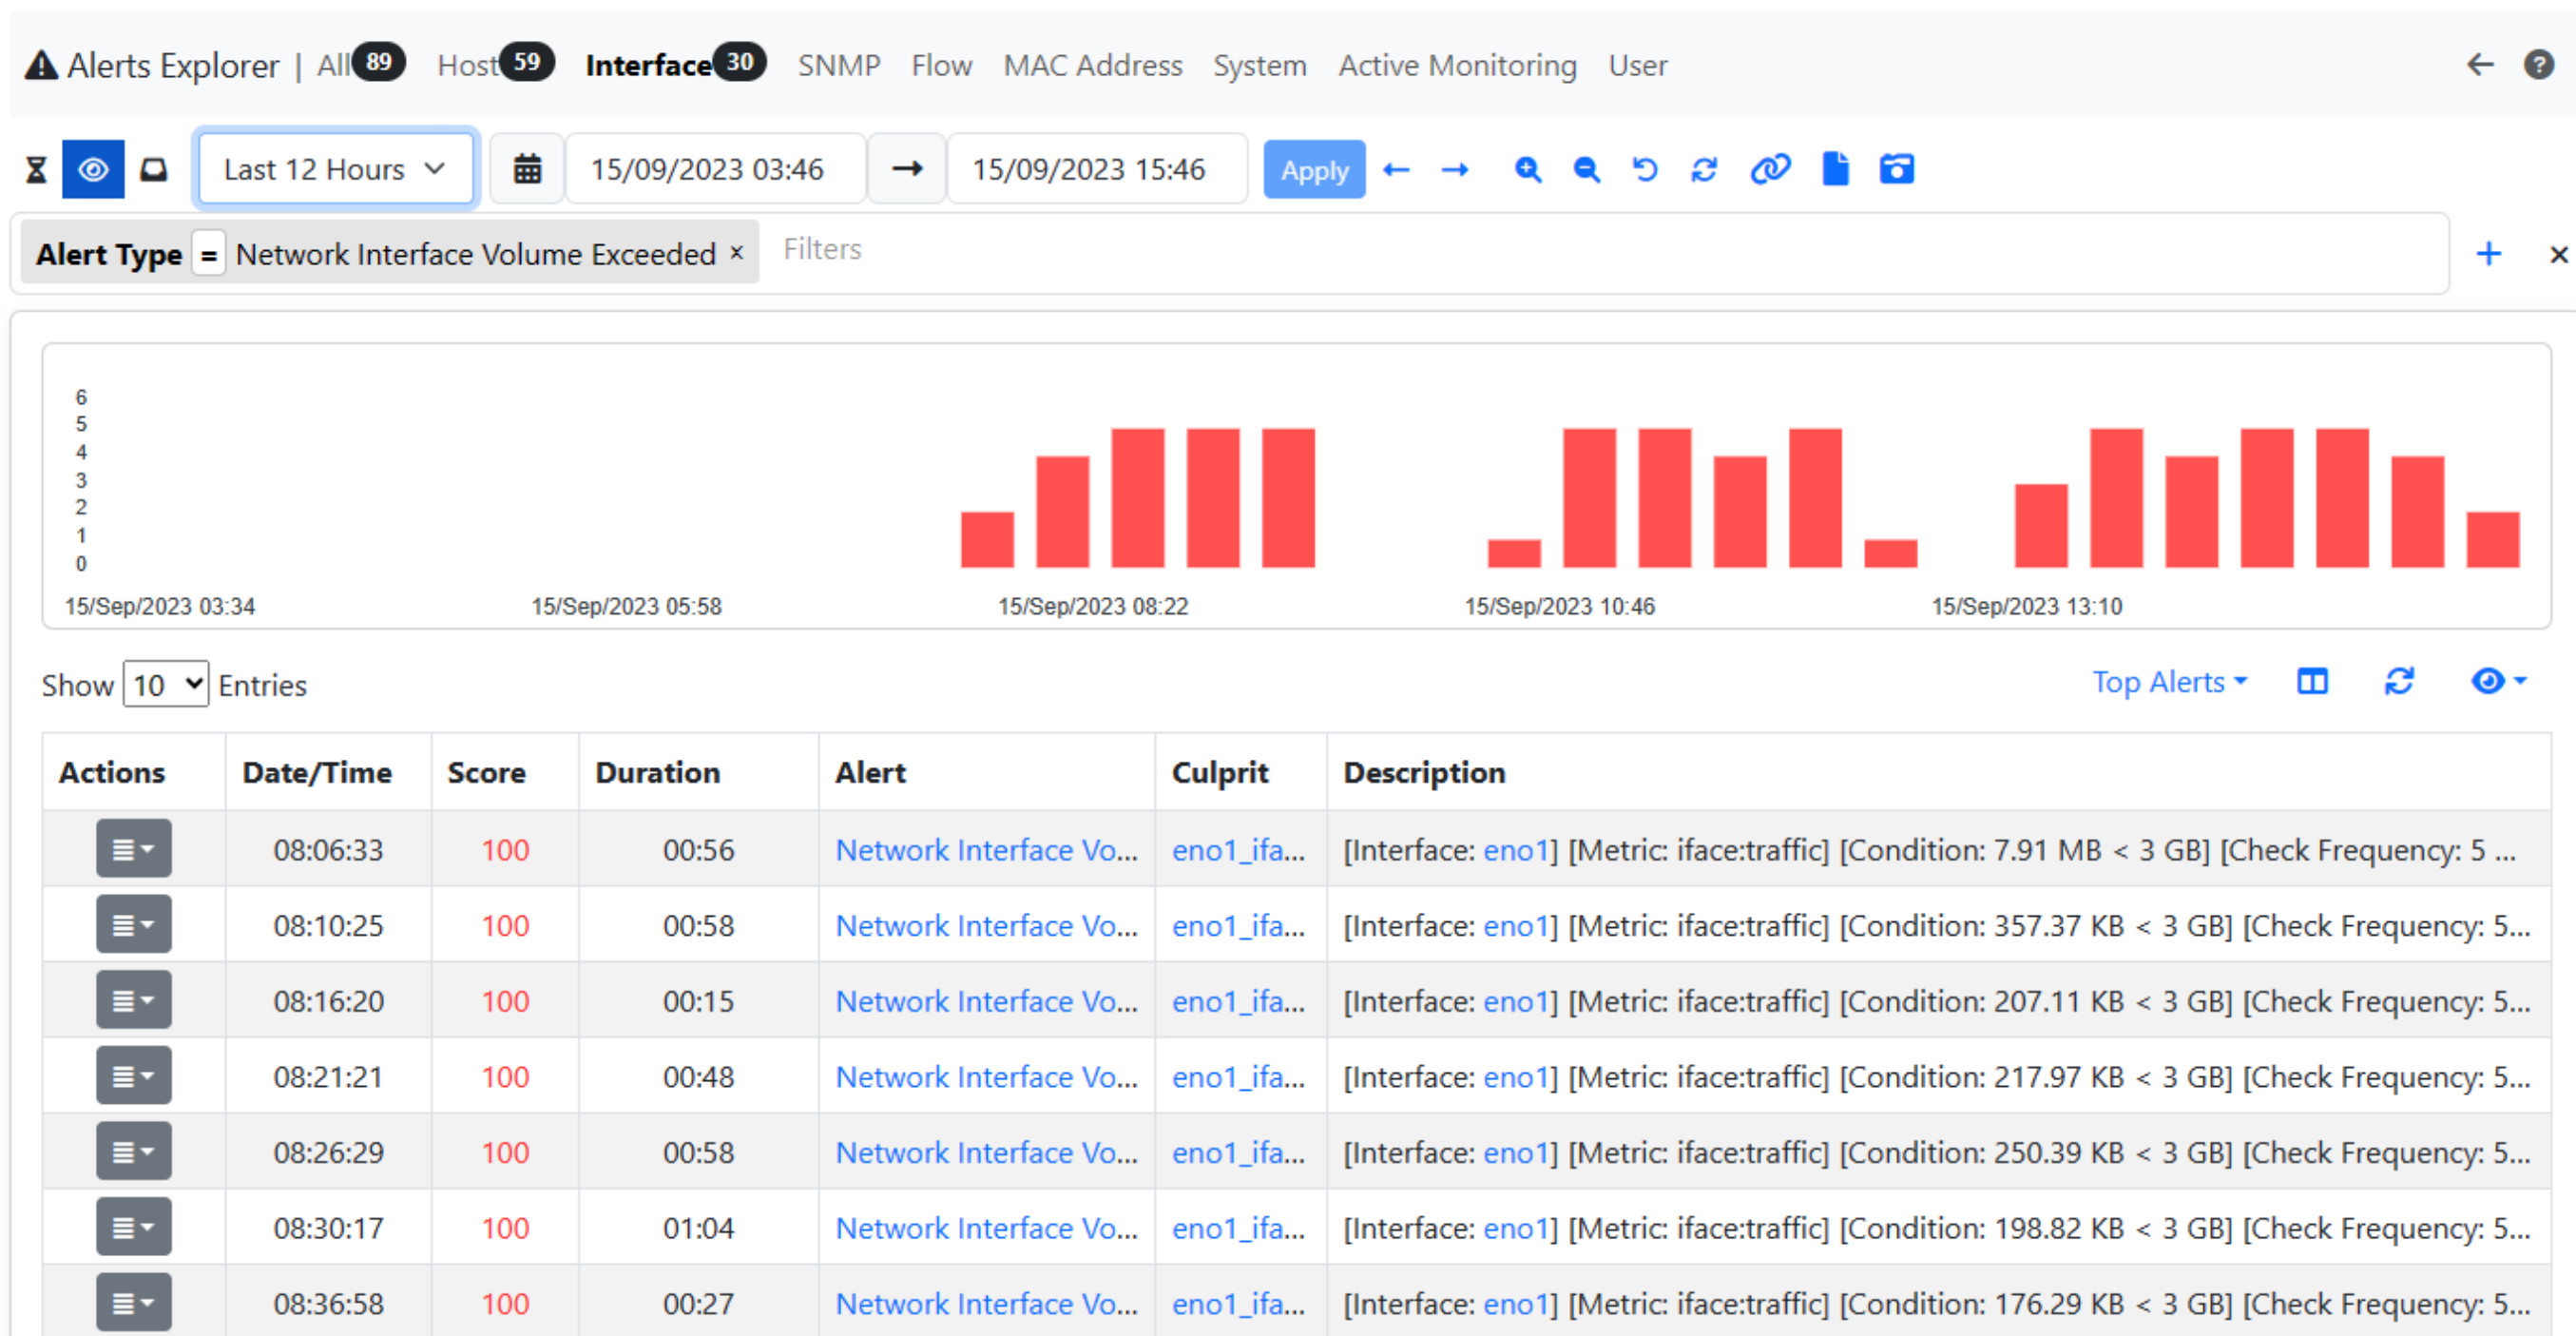 Alerts Explorer | All 89 Host 59 Interface 30 SNMP Flow MAC Address System Active Monitoring User
Last 12 Hours 15/09/2023 03:46 → 15/09/2023 15:46 Apply
Alert Type = Network Interface Volume Exceeded × Filters
6
5
4
3
2
1
0
15/Sep/2023 03:34 15/Sep/2023 05:58 15/Sep/2023 08:22 15/Sep/2023 10:46 15/Sep/2023 13:10
Show 10 Entries Top Alerts
Actions Date/Time Score Duration Alert Culprit Description
08:06:33 100 00:56 Network Interface Vo... eno1_ifa... [Interface: eno1] [Metric: iface:traffic] [Condition: 7.91 MB < 3 GB] [Check Frequency: 5 ...
08:10:25 100 00:58 Network Interface Vo... eno1_ifa... [Interface: eno1] [Metric: iface:traffic] [Condition: 357.37 KB < 3 GB] [Check Frequency: 5...
08:16:20 100 00:15 Network Interface Vo... eno1_ifa... [Interface: eno1] [Metric: iface:traffic] [Condition: 207.11 KB < 3 GB] [Check Frequency: 5...
08:21:21 100 00:48 Network Interface Vo... eno1_ifa... [Interface: eno1] [Metric: iface:traffic] [Condition: 217.97 KB < 3 GB] [Check Frequency: 5...
08:26:29 100 00:58 Network Interface Vo... eno1_ifa... [Interface: eno1] [Metric: iface:traffic] [Condition: 250.39 KB < 3 GB] [Check Frequency: 5...
08:30:17 100 01:04 Network Interface Vo... eno1_ifa... [Interface: eno1] [Metric: iface:traffic] [Condition: 198.82 KB < 3 GB] [Check Frequency: 5...
08:36:58 100 00:27 Network Interface Vo... eno1_ifa... [Interface: eno1] [Metric: iface:traffic] [Condition: 176.29 KB < 3 GB] [Check Frequency: 5...